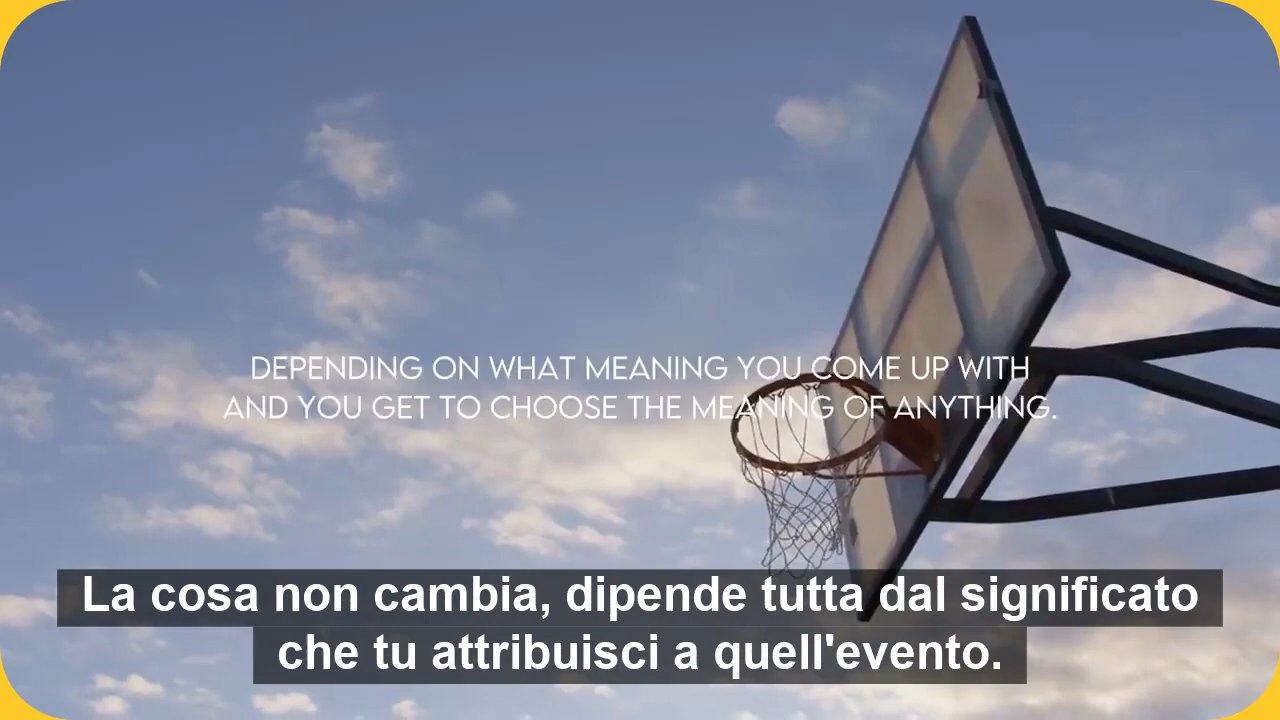 DEPENDING ON WHAT MEANING YOU COME UP WITH
AND YOU GET TO CHOOSE THE MEANING OF ANYTHING.
La cosa non cambia, dipende tutta dal significato
che tu attribuisci a quell'evento.